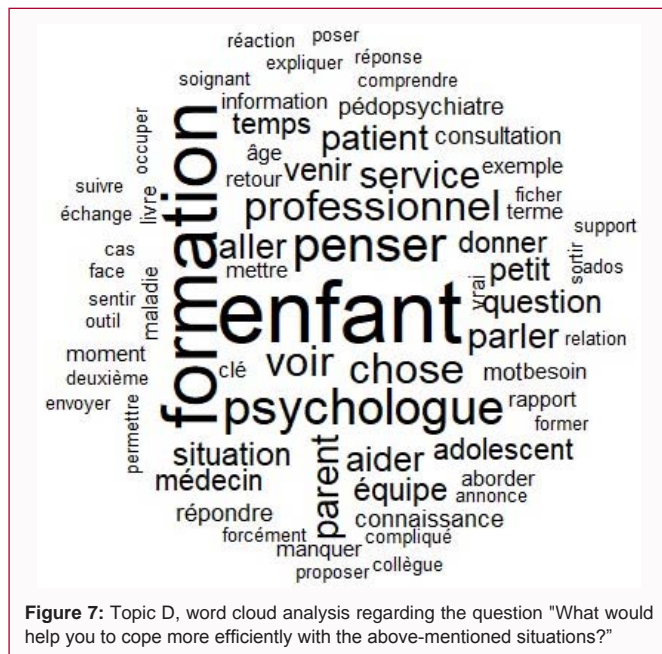 réaction poser
expliquer réponse
soignant comprendre
information pédopsychiatre
occuper temps patient consultation
âge venir service exemple
suivre livre retour ficher
échange professionnel terme
formation aller penser donner support
cas mettre sortir
face maladie petit sados
sentir enfant vrai question
outil parler relation
moment clé voir chose motbesoin
deuxième
envoyer psychologue rapport
permettre former
situation parent aider adolescent
médecin équipe aborder
annonce
répondre connaissance
forcément compliqué
manquer
proposer collègue
Figure 7: Topic D, word cloud analysis regarding the question "What would
help you to cope more efficiently with the above-mentioned situations?”